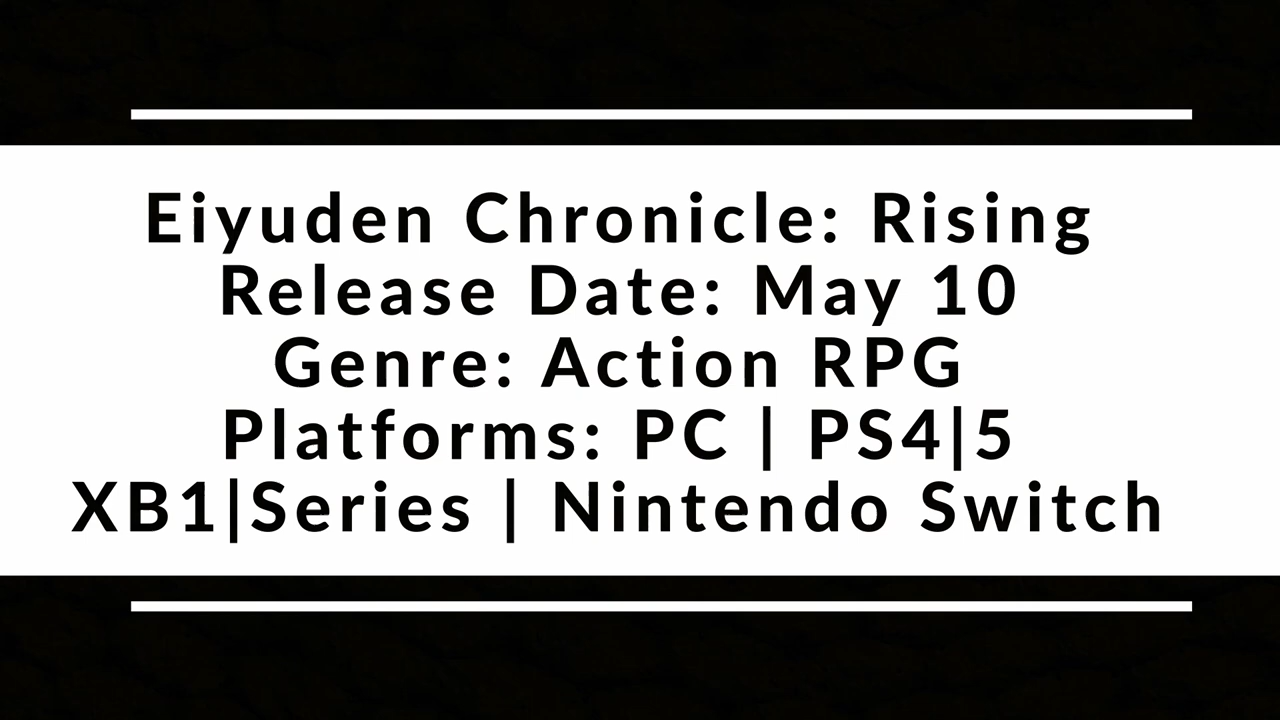 Eiyuden Chronicle: Rising
Release Date: May 10
Genre: Action RPG
Platforms: PC | PS4|5
XB1|Series | Nintendo Switch